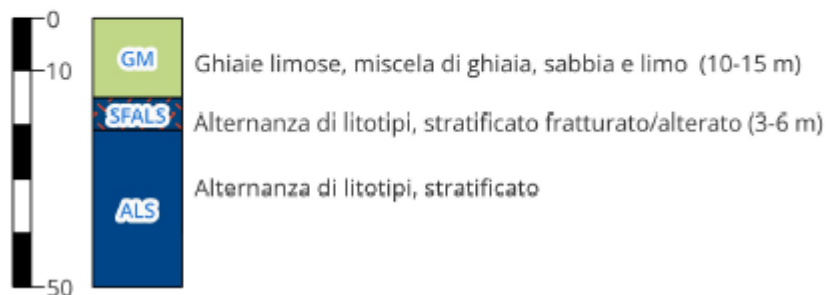 0
GM
Ghiaie limose, miscela di ghiaia, sabbia e limo (10-15 m)
10
SFALS
Alternanza di litotipi, stratificato fratturato/alterato (3-6 m)
Alternanza di litotipi, stratificato
ALS
50